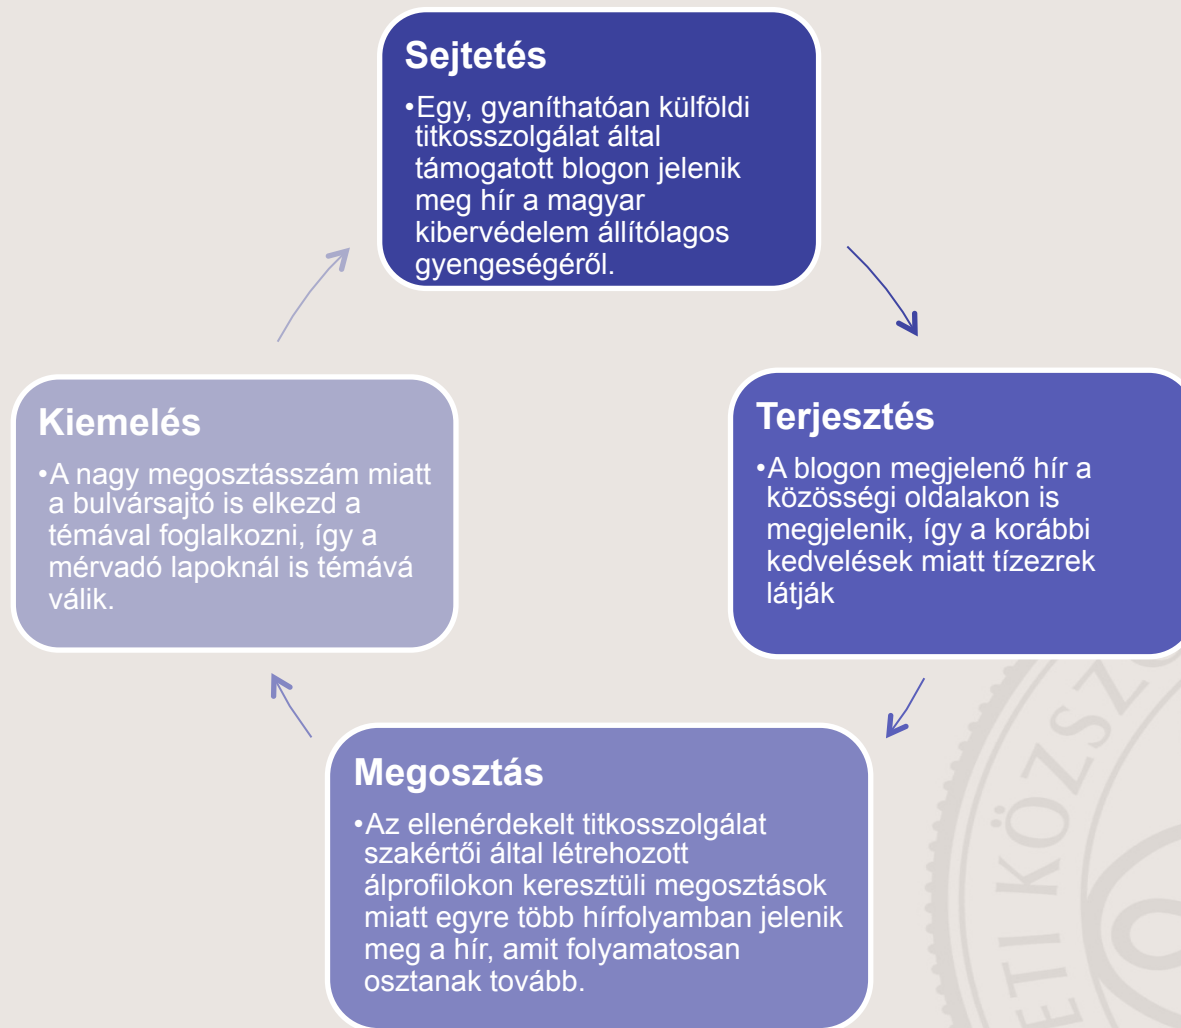 Sejtetés
•Egy, gyaníthatóan külföldi
titkosszolgálat által
támogatott blogon jelenik
meg hír a magyar
kibervédelem állítólagos
gyengeségéről.
Terjesztés
•A blogon megjelenő hír a
közösségi oldalakon is
megjelenik, így a korábbi
kedvelések miatt tízezrek
látják
Megosztás
•Az ellenérdekelt titkosszolgálat
szakértői által létrehozott
álprofilokon keresztüli megosztások
miatt egyre több hírfolyamban jelenik
meg a hír, amit folyamatosan
osztanak tovább.
Kiemelés
•A nagy megosztásszám miatt
a bulvársajtó is elkezd a
témával foglalkozni, így a
mérvadó lapoknál is témává
válik.